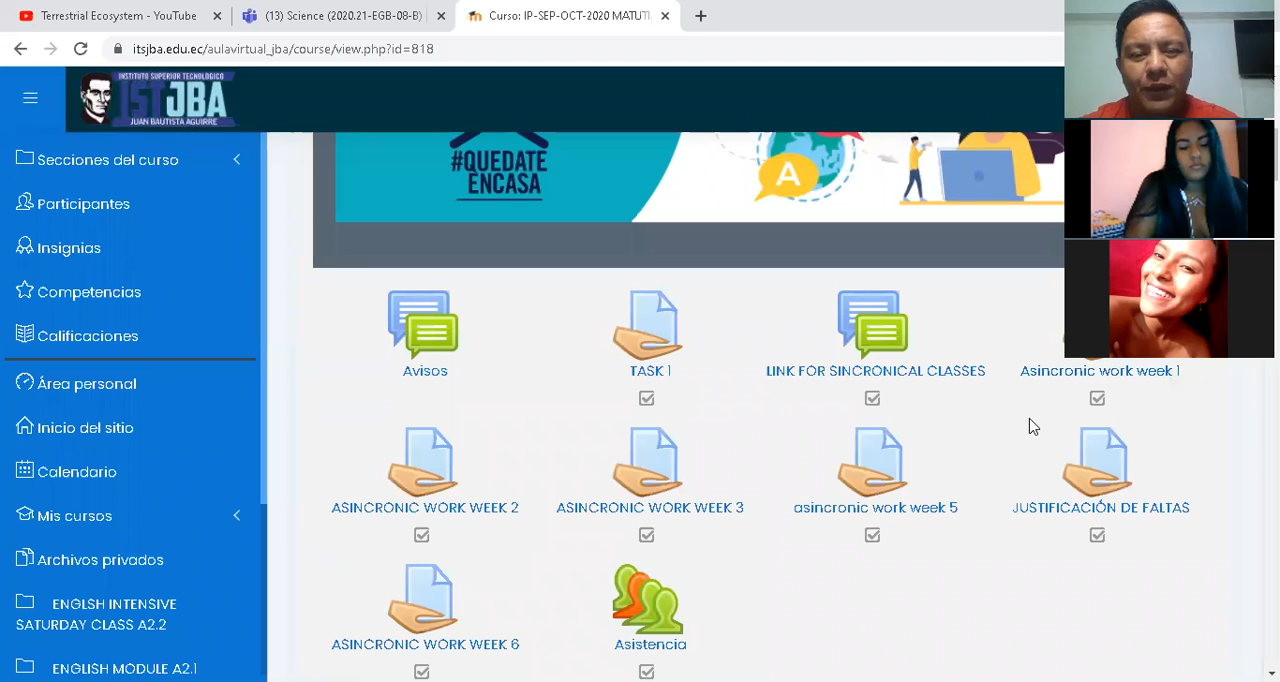 Terrestrial Ecosystem - YouTube
(13) Science (2020.21-EGB-08-B)
Curso: IP-SEP-OCT-2020 MATUTI
itsjba.edu.ec/aulavirtual_jba/course/view.php?id=818
INSTITUTO SUPERIOR TECNOLÓGICO
ISTJBA
JUAN BAUTISTA AGUIRRE
Secciones del curso
Participantes
Insignias
Competencias
Calificaciones
Área personal
Inicio del sitio
Calendario
Mis cursos
Archivos privados
ENGLSH INTENSIVE
SATURDAY CLASS A2.2
ENGLISH MODULE A2.1
#QUEDATE
ENCASA
A
Avisos
TASK 1
LINK FOR SINCRONICAL CLASSES
Asincronic work week 1
ASINCRONIC WORK WEEK 2
ASINCRONIC WORK WEEK 3
asincronic work week 5
JUSTIFICACIÓN DE FALTAS
ASINCRONIC WORK WEEK 6
Asistencia